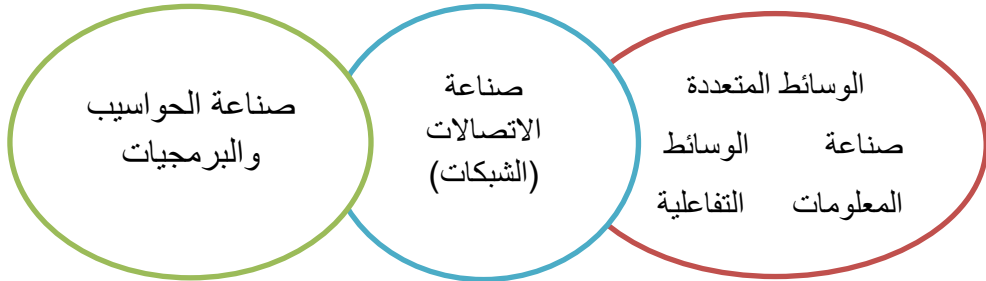 الوسائط المتعددة
صناعة الوسائط
المعلومات التفاعلية
صناعة
الاتصالات
(الشبكات)
صناعة الحواسيب
والبرمجيات